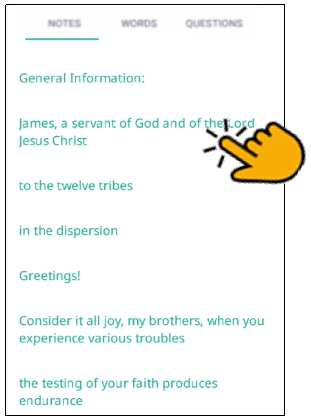 NOTES WORDS QUESTIONS
General Information:
James, a servant of God and of the Lord
Jesus Christ
to the twelve tribes
in the dispersion
Greetings!
Consider it all joy, my brothers, when you
experience various troubles
the testing of your faith produces
endurance